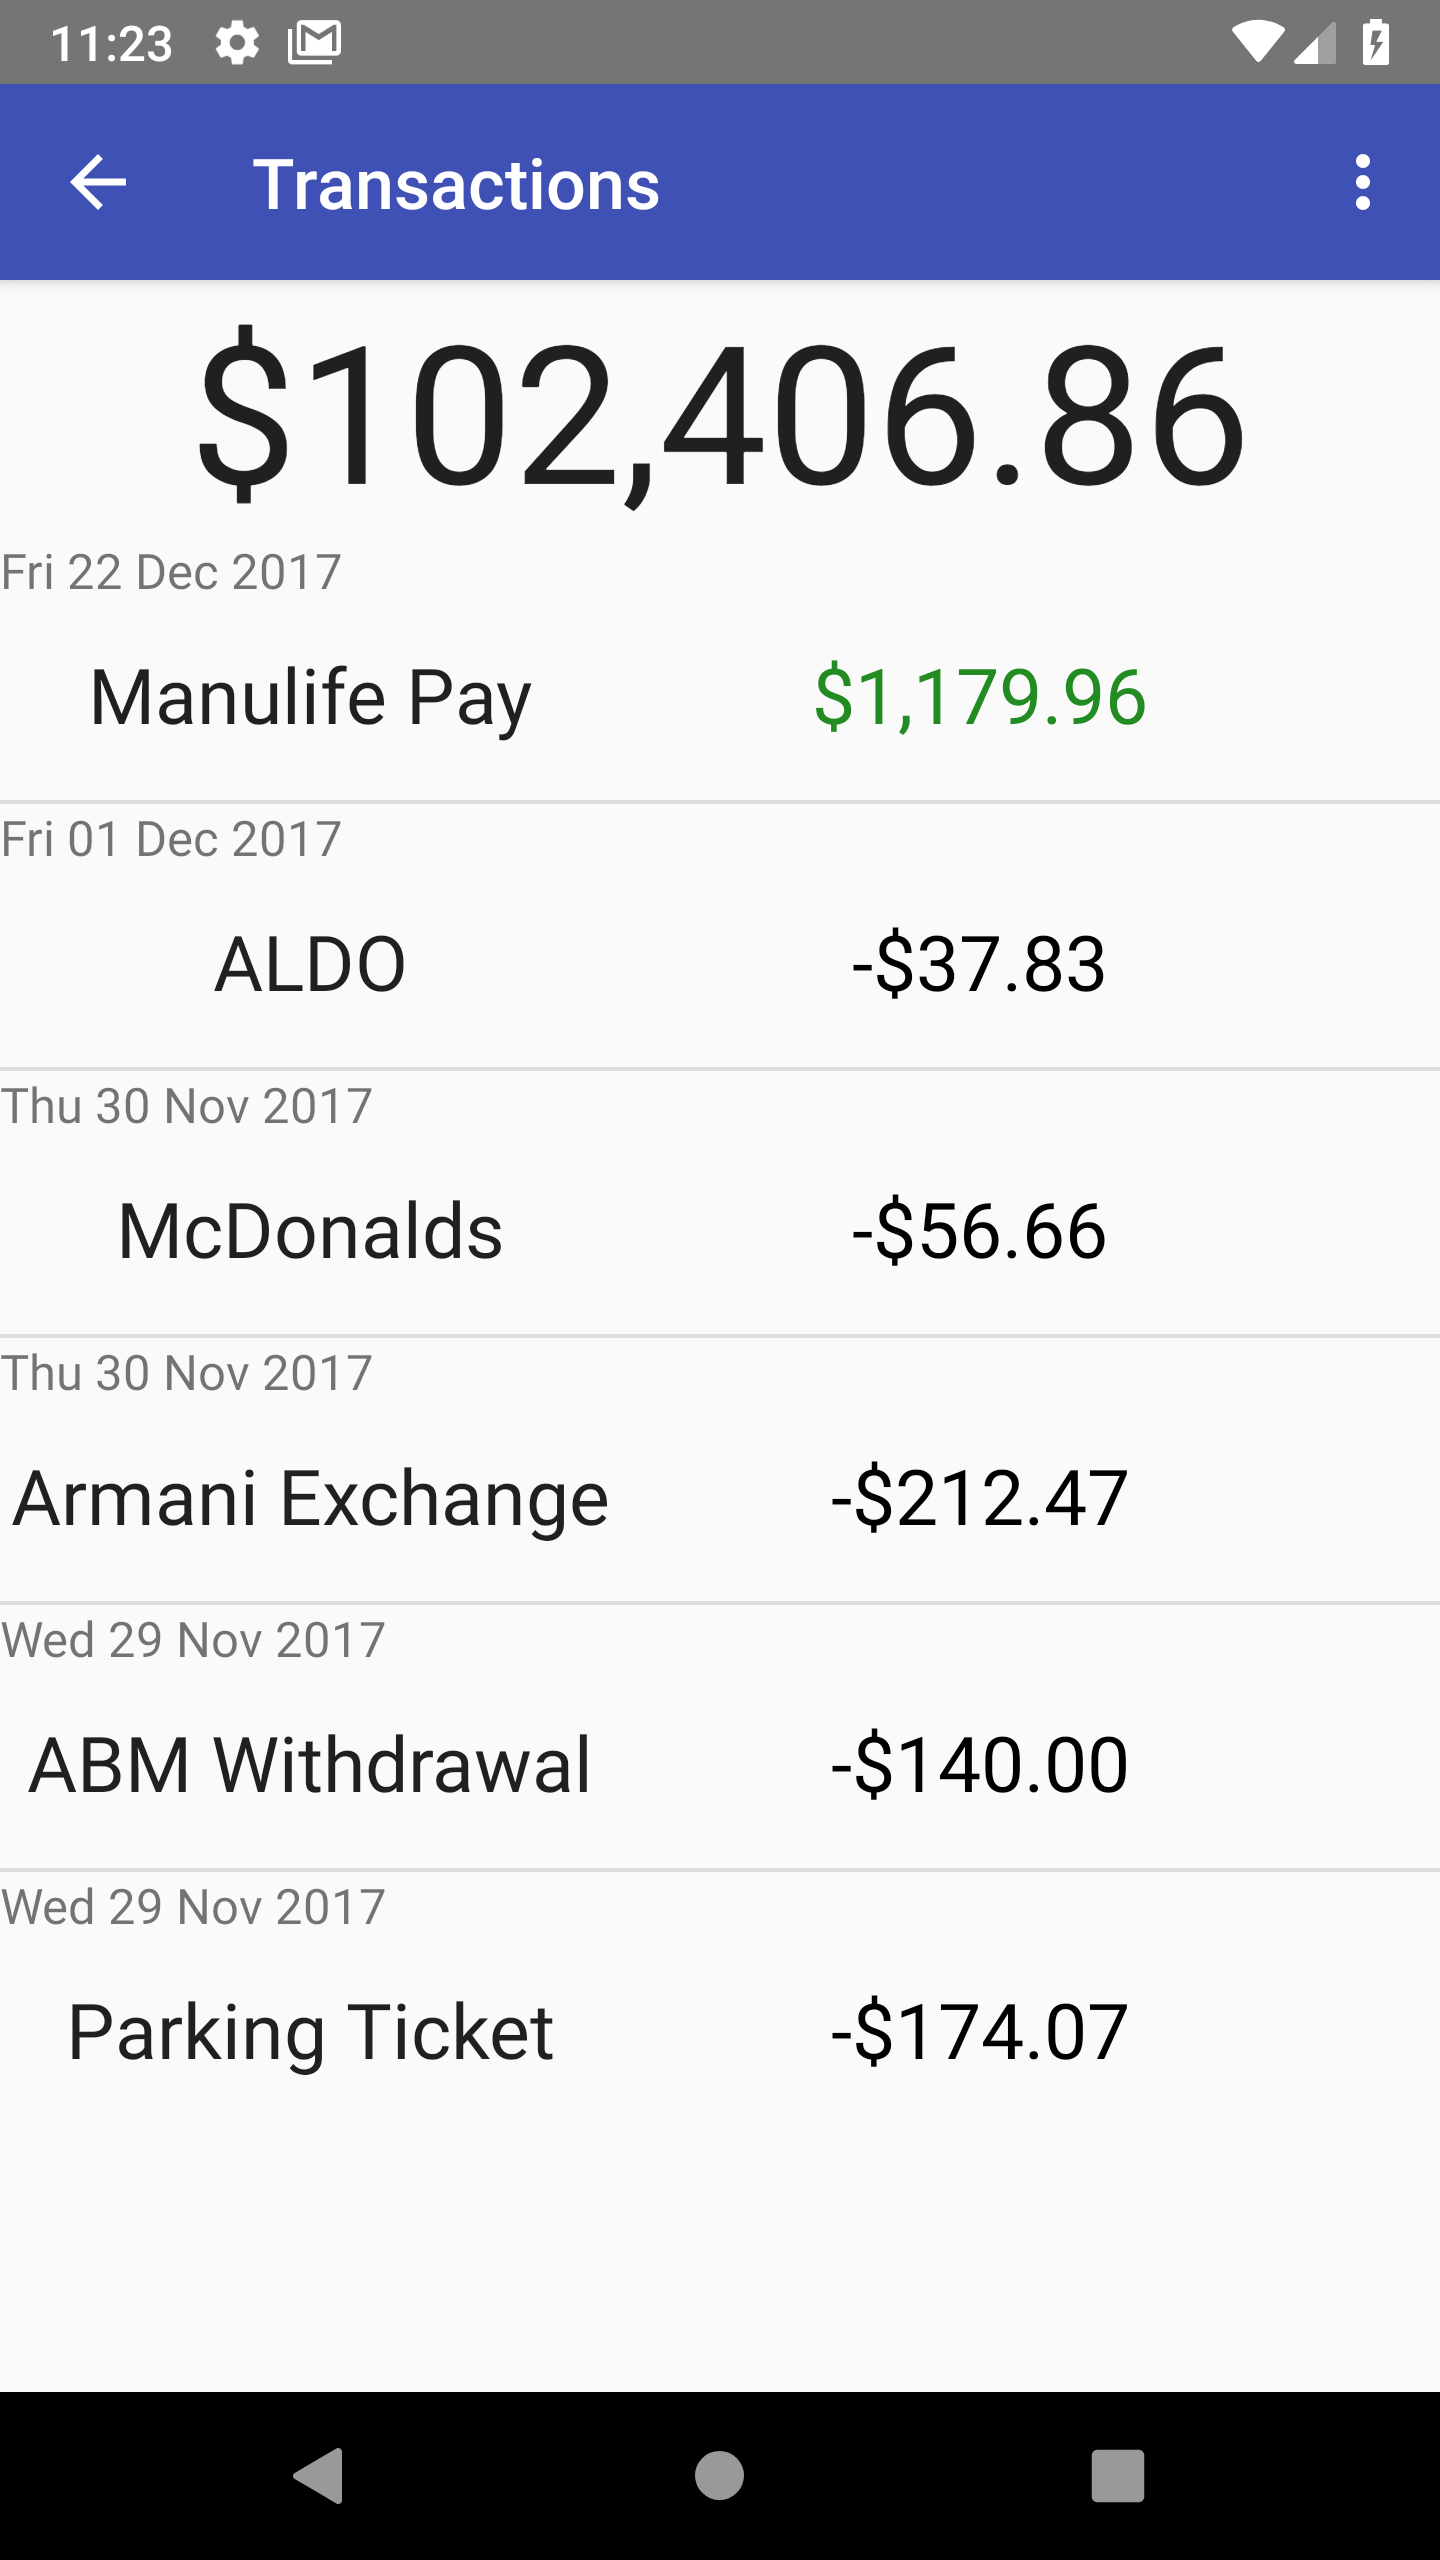 11:23
Transactions
$102,406.86
Fri 22 Dec 2017
Manulife Pay $1,179.96
Fri 01 Dec 2017
ALDO -$37.83
Thu 30 Nov 2017
McDonalds -$56.66
Thu 30 Nov 2017
Armani Exchange -$212.47
Wed 29 Nov 2017
ABM Withdrawal -$140.00
Wed 29 Nov 2017
Parking Ticket -$174.07